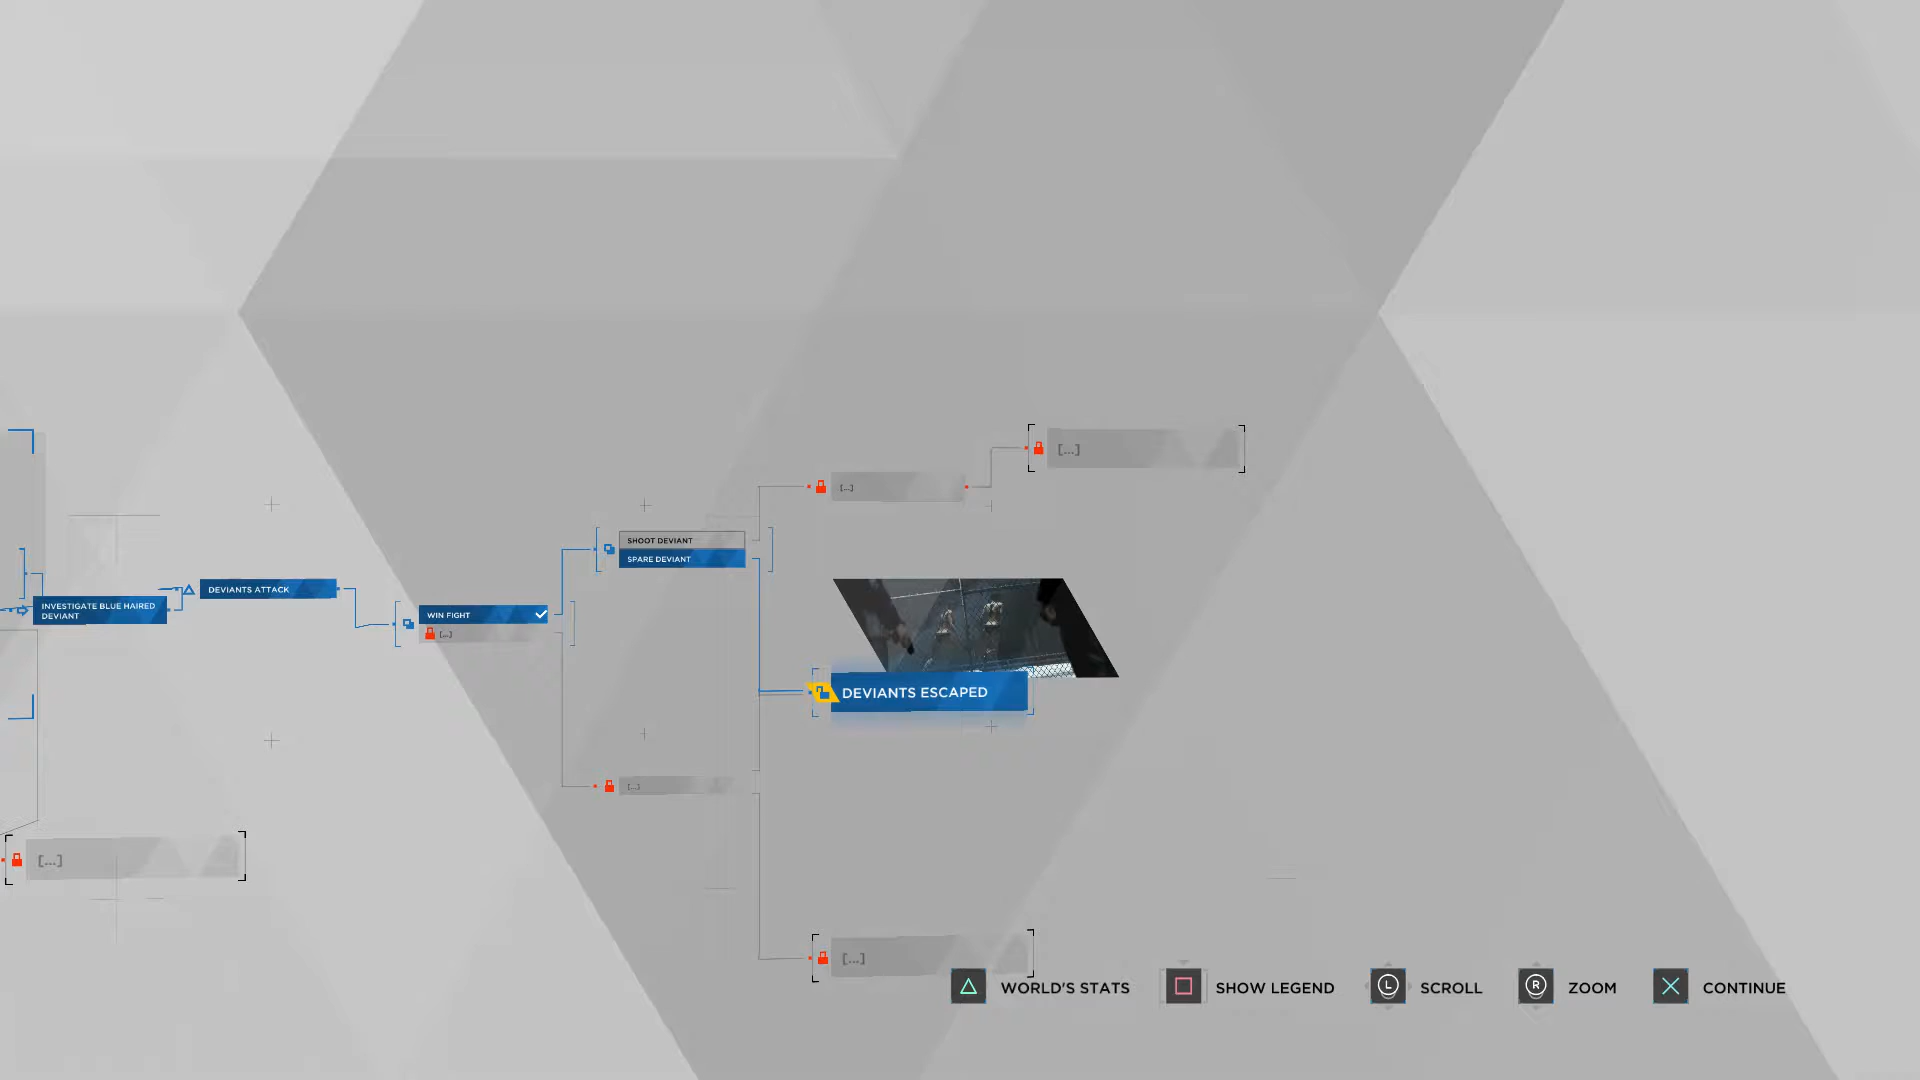 [...]
[...]
SHOOT DEVIANT
SPARE DEVIANT
DEVIANTS ATTACK
INVESTIGATE BLUE HAIRED
DEVIANT
WIN FIGHT
[...]
DEVIANTS ESCAPED
[...]
[...]
[...]
WORLD'S STATS
SHOW LEGEND
L
SCROLL
R
ZOOM
CONTINUE